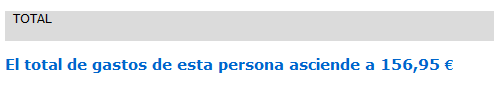 TOTAL
El total de gastos de esta persona asciende a 156,95 €